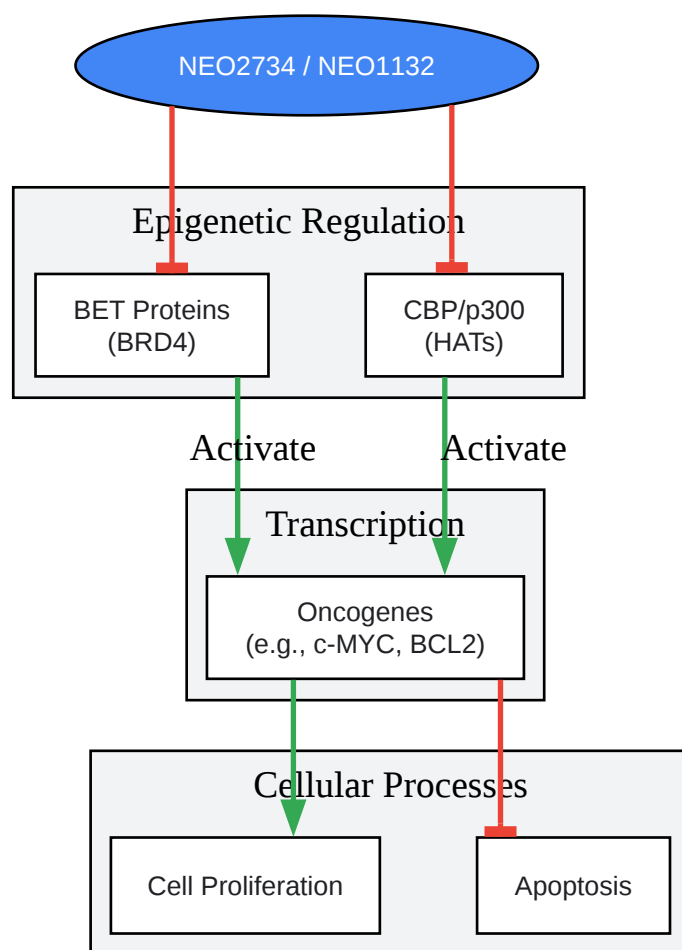 NEO2734 / NEO1132
Epigenetic Regulation
BET Proteins
(BRD4)
CBP/p300
(HATs)
Activate
Activate
Transcription
Oncogenes
(e.g., c-MYC, BCL2)
Cellular Processes
Cell Proliferation
Apoptosis